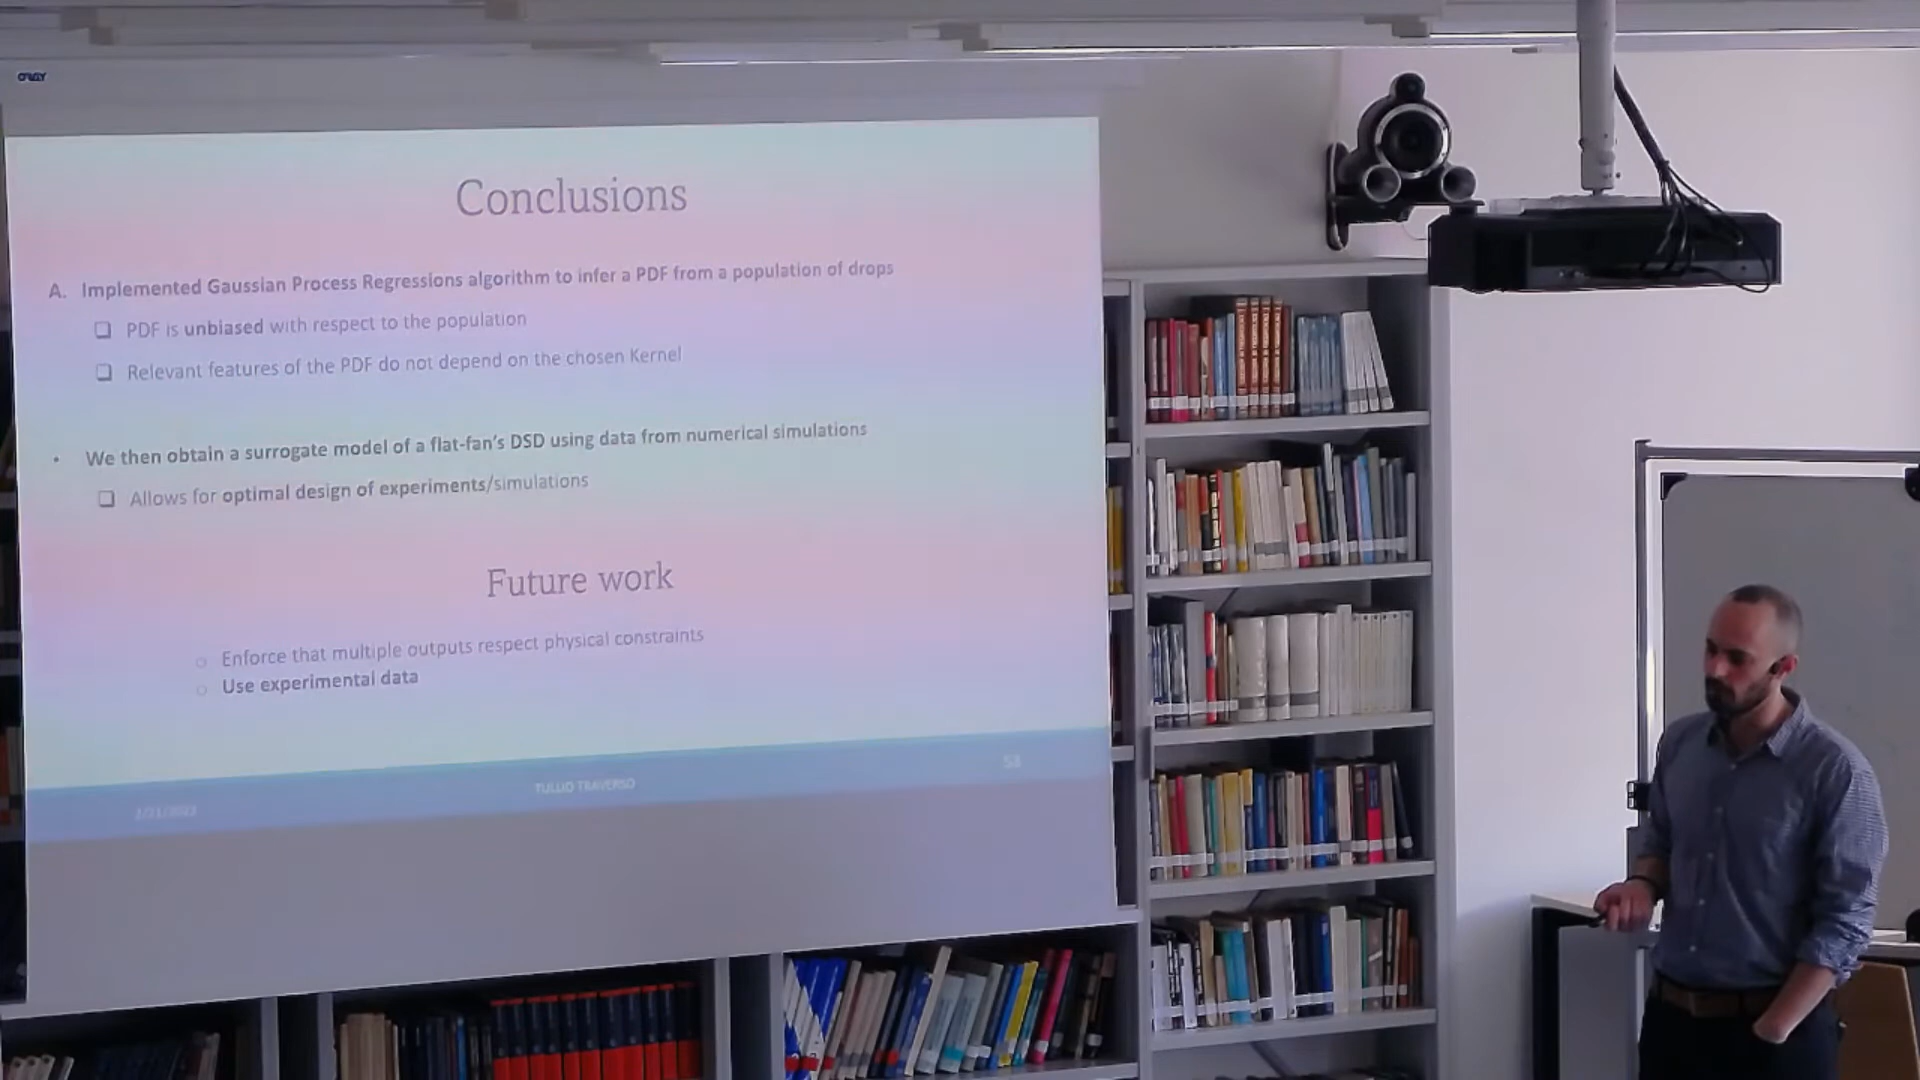 Conclusions
A. Implemented Gaussian Process Regressions algorithm to infer a PDF from a population of drops
❑ PDF is unbiased with respect to the population
❑ Relevant features of the PDF do not depend on the chosen Kernel
• We then obtain a surrogate model of a flat-fan's DSD using data from numerical simulations
❑ Allows for optimal design of experiments/simulations
Future work
o Enforce that multiple outputs respect physical constraints
o Use experimental data
TULLIO TRAVERSO
53